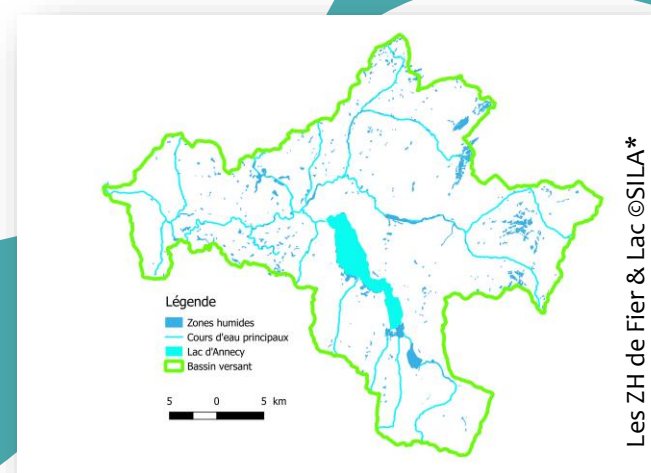 Légende
Zones humides
Cours d'eau principaux
Lac d'Annecy
Bassin versant
5 0 5 km
Les ZH de Fier & Lac ©SILA*